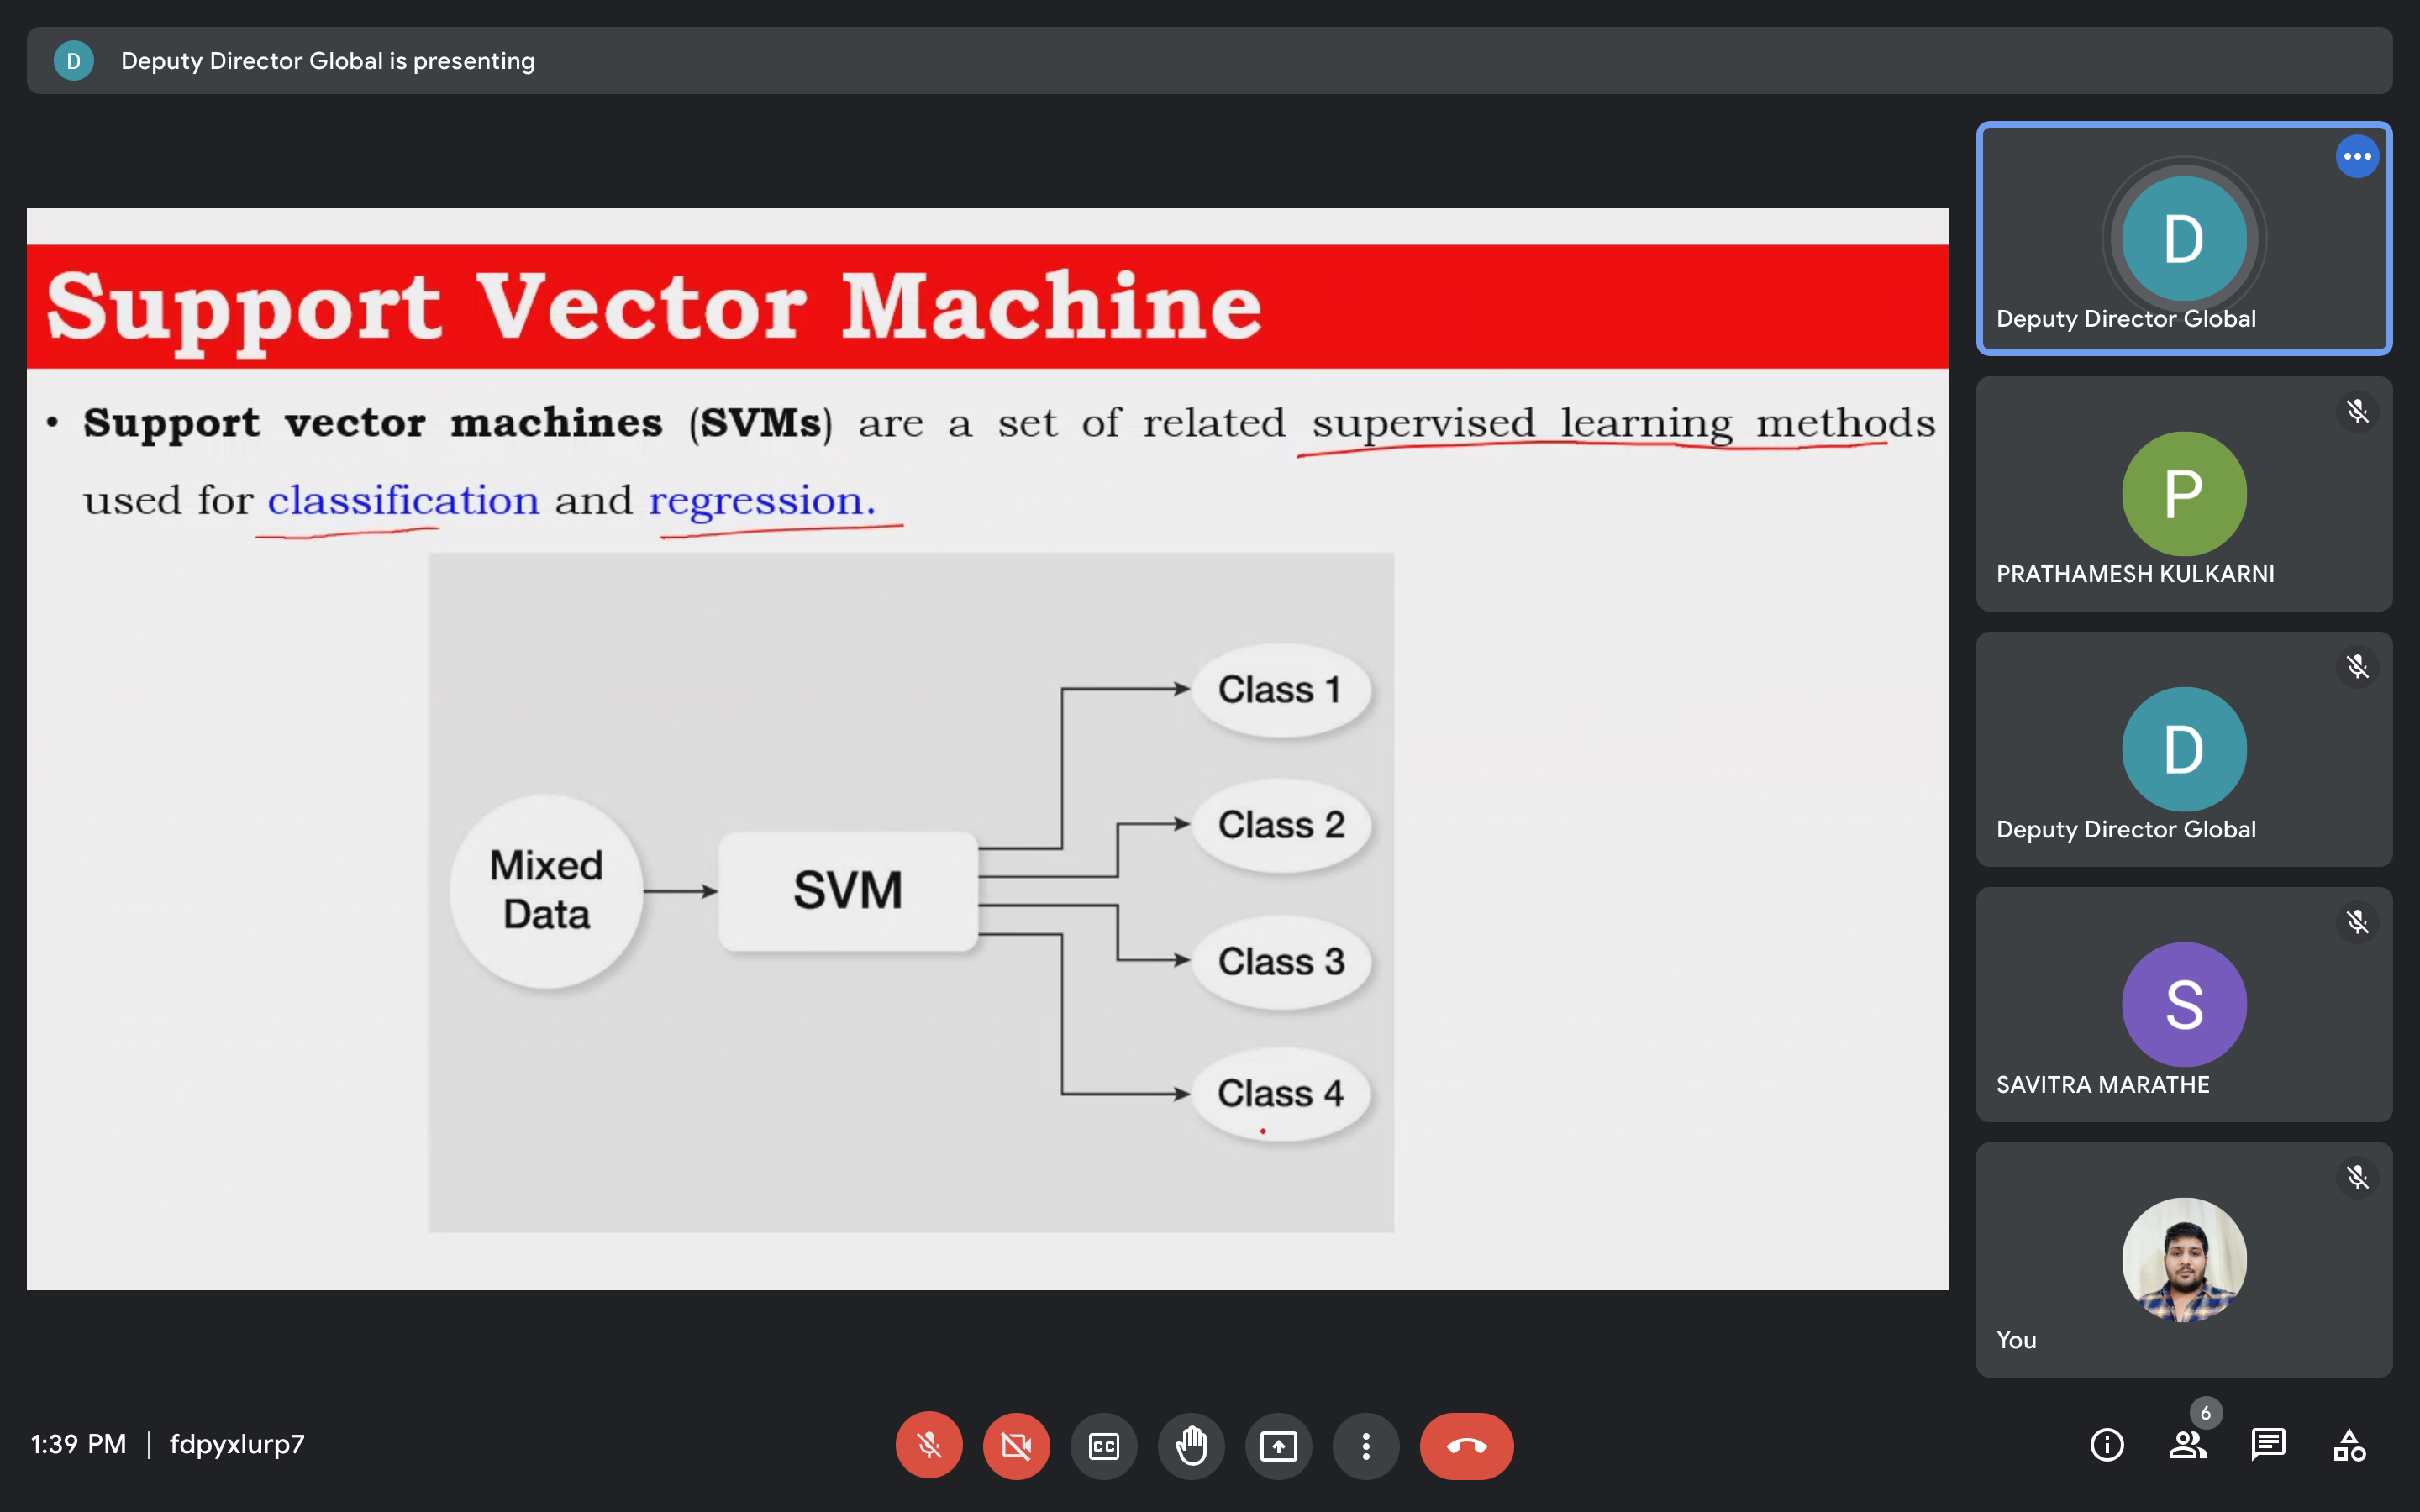 D
Deputy Director Global is presenting
Support Vector Machine
• Support vector machines (SVMs) are a set of related supervised learning methods
used for classification and regression.
Mixed
Data
SVM
Class 1
Class 2
Class 3
Class 4
D
Deputy Director Global
P
PRATHAMESH KULKARNI
D
Deputy Director Global
S
SAVITRA MARATHE
You
1:39 PM | fdpyxlurp7
CC
6